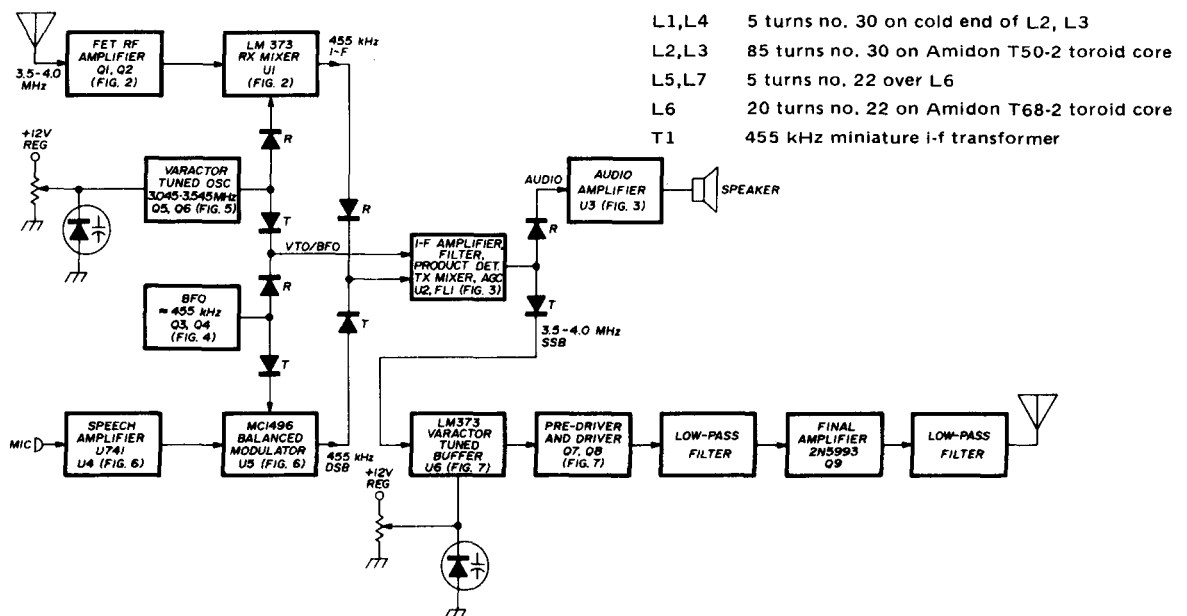 L1,L4 5 turns no. 30 on cold end of L2, L3
L2,L3 85 turns no. 30 on Amidon T50-2 toroid core
L5,L7 5 turns no. 22 over L6
L6 20 turns no. 22 on Amidon T68-2 toroid core
T1 455 kHz miniature i-f transformer
3.5-4.0
MHz
FET RF
AMPLIFIER
Q1, Q2
(FIG. 2)
LM 373
RX MIXER
U1
(FIG. 2)
455 kHz
I-F
R
+12V
REG
VARACTOR
TUNED OSC
3.045-3.545MHz
Q5, Q6 (FIG. 5)
T
VTO/BFO
R
BFO
≈ 455 kHz
Q3, Q4
(FIG. 4)
T
R
T
I-F AMPLIFIER,
FILTER,
PRODUCT DET.
TX MIXER, AGC
U2, FL1 (FIG. 3)
AUDIO
AUDIO
AMPLIFIER
U3 (FIG. 3)
SPEAKER
R
T
3.5-4.0 MHz
SSB
MIC
SPEECH
AMPLIFIER
U741
U4 (FIG. 6)
MC1496
BALANCED
MODULATOR
U5 (FIG. 6)
455 kHz
DSB
+12V
REG
LM373
VARACTOR
TUNED
BUFFER
U6 (FIG. 7)
PRE-DRIVER
AND DRIVER
Q7, Q8
(FIG. 7)
LOW-PASS
FILTER
FINAL
AMPLIFIER
2N5993
Q9
LOW-PASS
FILTER